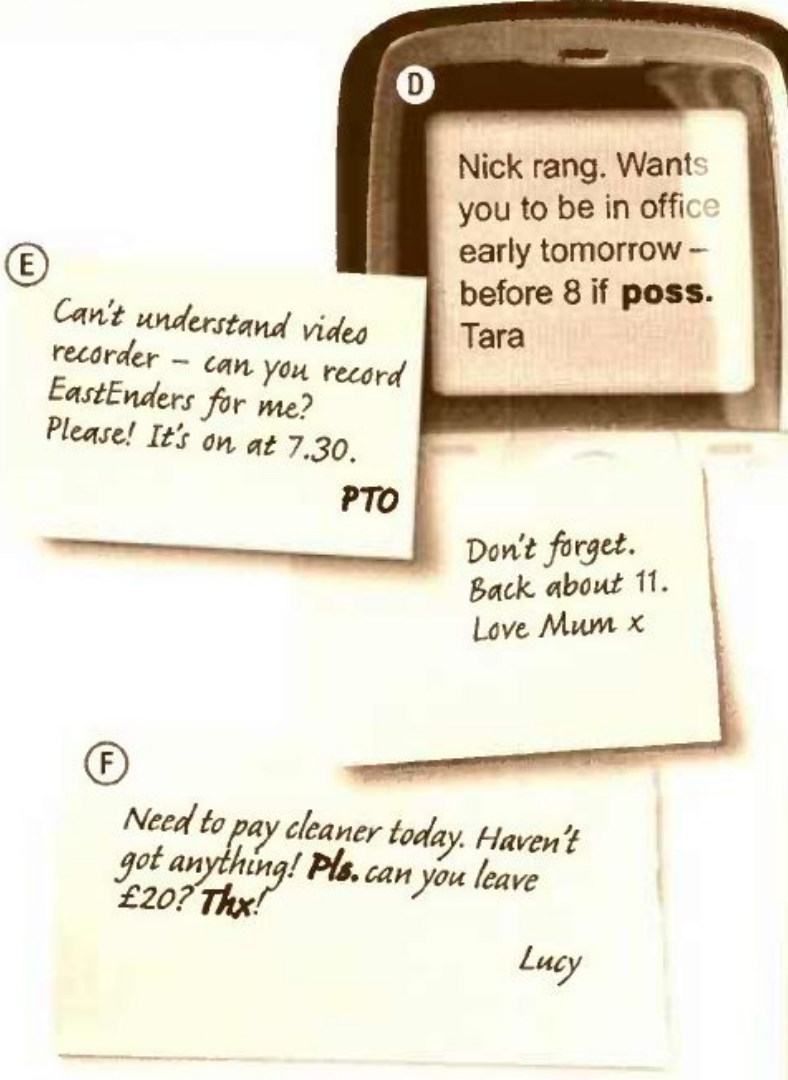 D
Nick rang. Wants
you to be in office
early tomorrow –
before 8 if poss.
Tara
E
Can't understand video
recorder – can you record
EastEnders for me?
Please! It's on at 7.30.
PTO
Don't forget.
Back about 11.
Love Mum x
F
Need to pay cleaner today. Haven't
got anything! Pls. can you leave
£20? Thx!
Lucy